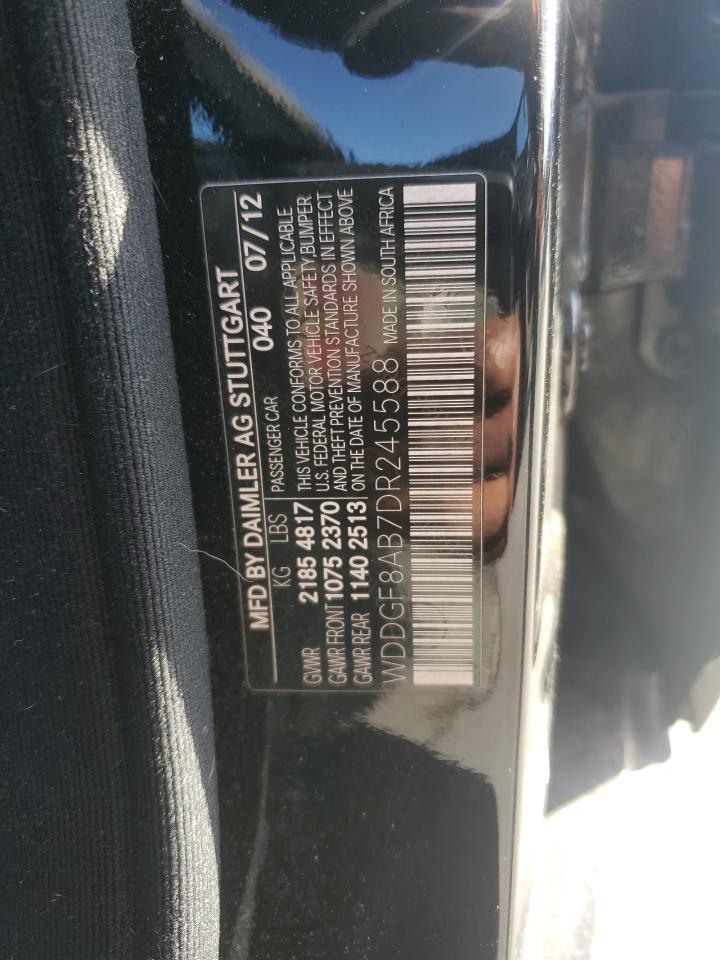 MFD BY DAIMLER AG STUTTGART
040 07/12
KG LBS PASSENGER CAR
GVWR 2185 4817 THIS VEHICLE CONFORMS TO ALL APPLICABLE
U.S. FEDERAL MOTOR VEHICLE SAFETY, BUMPER
GAWR FRONT 1075 2370 AND THEFT PREVENTION STANDARDS IN EFFECT
GAWR REAR 1140 2513 ON THE DATE OF MANUFACTURE SHOWN ABOVE
WDDGF8AB7DR245588 MADE IN SOUTH AFRICA